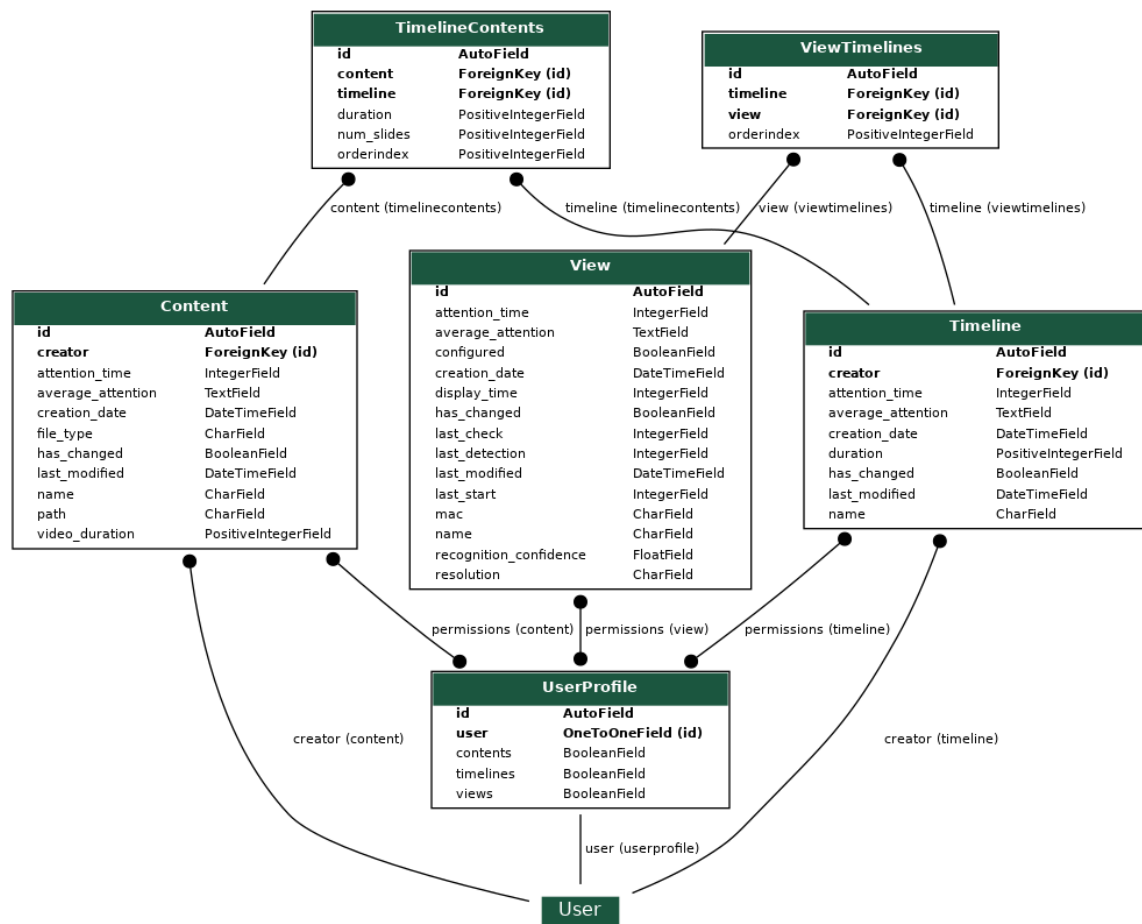 TimelineContents
id AutoField
content ForeignKey (id)
timeline ForeignKey (id)
duration PositiveIntegerField
num_slides PositiveIntegerField
orderindex PositiveIntegerField
ViewTimelines
id AutoField
timeline ForeignKey (id)
view ForeignKey (id)
orderindex PositiveIntegerField
content (timelinecontents)
timeline (timelinecontents)
view (viewtimelines)
timeline (viewtimelines)
Content
id AutoField
creator ForeignKey (id)
attention_time IntegerField
average_attention TextField
creation_date DateTimeField
file_type CharField
has_changed BooleanField
last_modified DateTimeField
name CharField
path CharField
video_duration PositiveIntegerField
View
id AutoField
attention_time IntegerField
average_attention TextField
configured BooleanField
creation_date DateTimeField
display_time IntegerField
has_changed BooleanField
last_check IntegerField
last_detection IntegerField
last_modified DateTimeField
last_start IntegerField
mac CharField
name CharField
recognition_confidence FloatField
resolution CharField
Timeline
id AutoField
creator ForeignKey (id)
attention_time IntegerField
average_attention TextField
creation_date DateTimeField
duration PositiveIntegerField
has_changed BooleanField
last_modified DateTimeField
name CharField
permissions (content)
permissions (view)
permissions (timeline)
UserProfile
id AutoField
user OneToOneField (id)
contents BooleanField
timelines BooleanField
views BooleanField
creator (content)
creator (timeline)
user (userprofile)
User